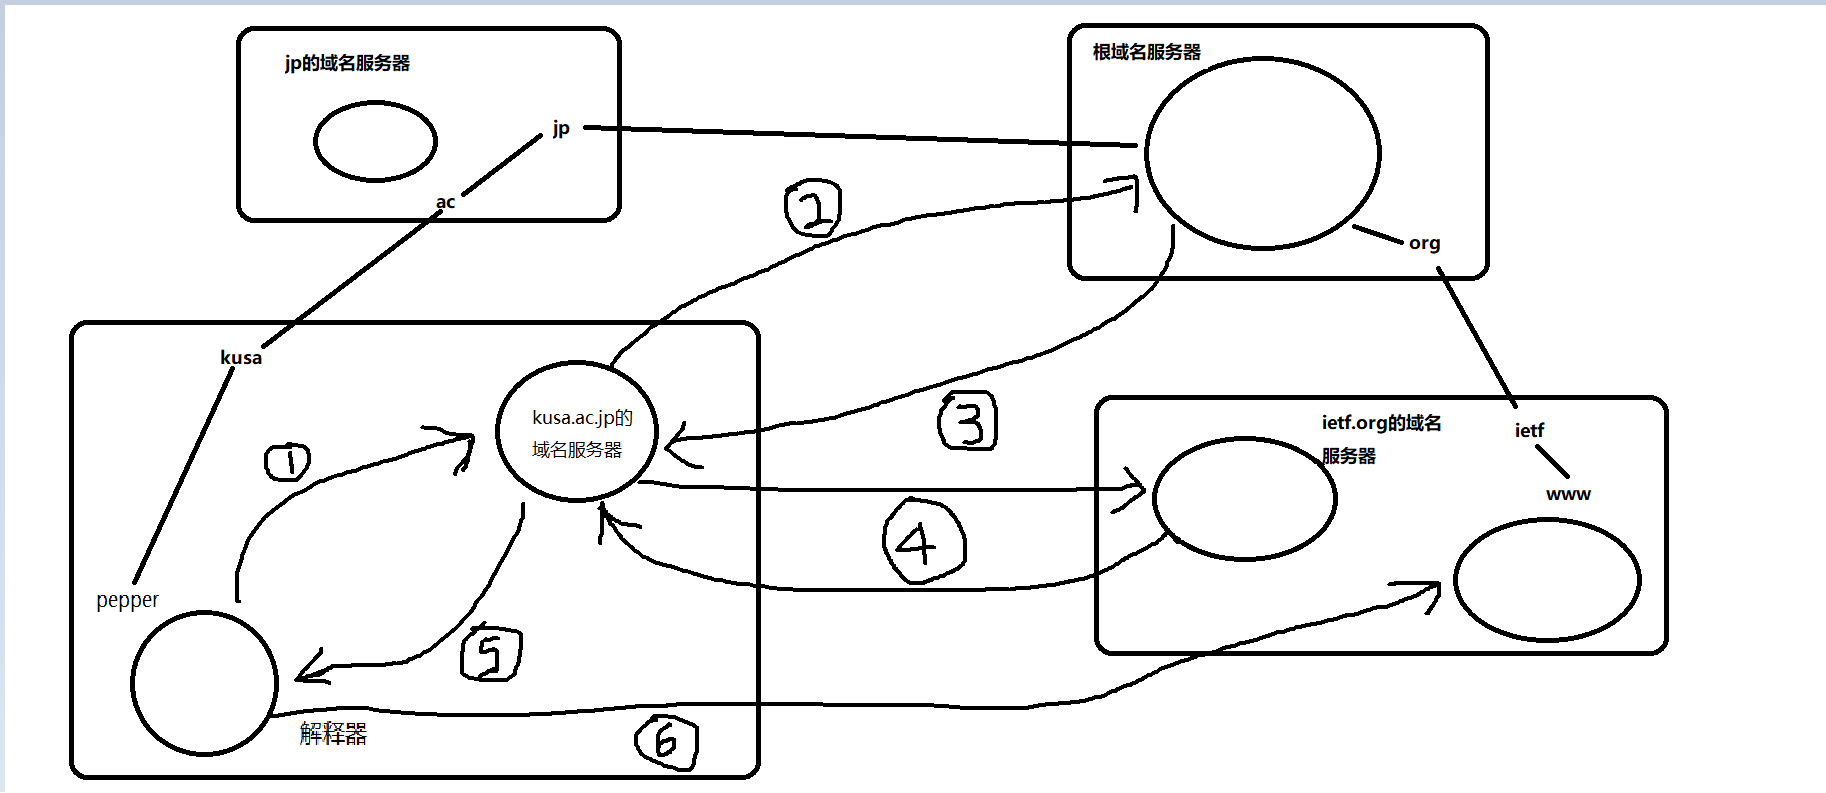 jp的域名服务器
根域名服务器
jp
ac
2
org
kusa
kusa.ac.jp的
域名服务器
3
ietf.org的域名
服务器
ietf
www
1
4
pepper
5
解释器
6